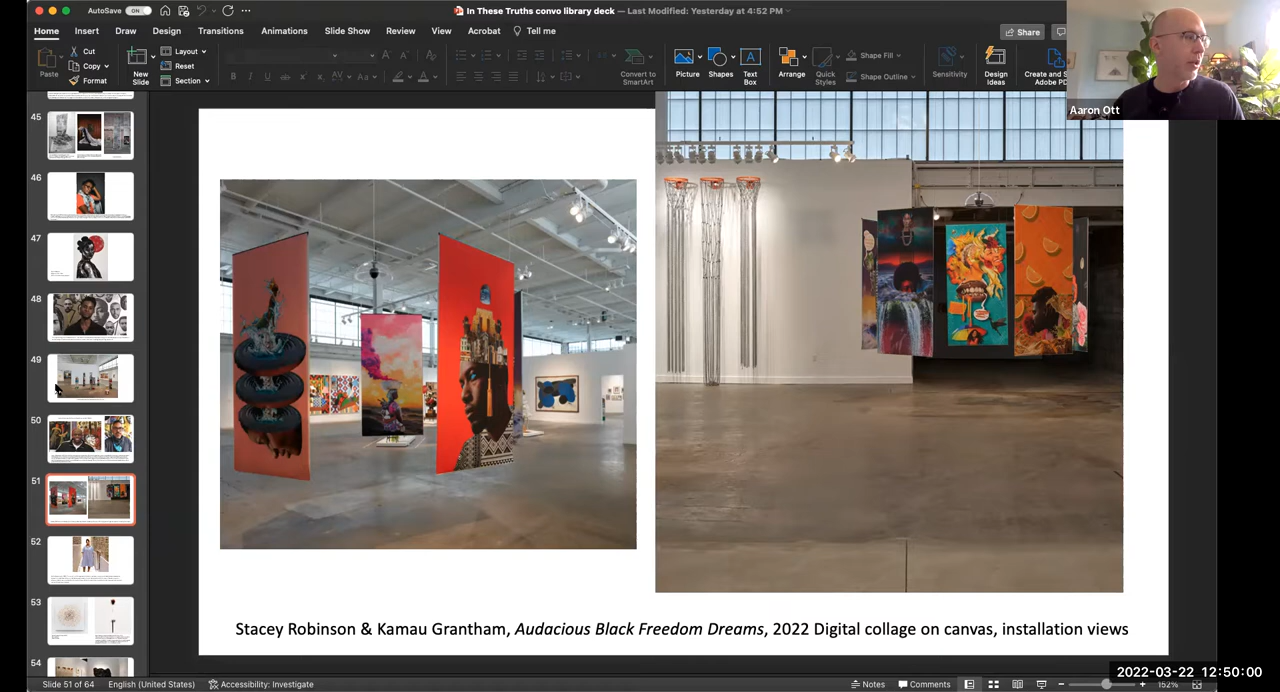 AutoSave ON
In These Truths convo library deck — Last Modified: Yesterday at 4:52 PM
Home Insert Draw Design Transitions Animations Slide Show Review View Acrobat Tell me
Share
Paste
Cut
Copy
Format
New Slide
Layout
Reset
Section
Convert to SmartArt
Picture
Shapes
Text Box
Arrange
Quick Styles
Shape Fill
Shape Outline
Sensitivity
Design Ideas
Create and
Adobe
Aaron Ott
45
46
47
48
49
50
51
52
53
54
Stacey Robinson & Kamau Grantham, Audacious Black Freedom Dreams, 2022 Digital collage on canvas, installation views
2022-03-22 12:50:00
Slide 51 of 64 English (United States) Accessibility: Investigate Notes Comments 152%